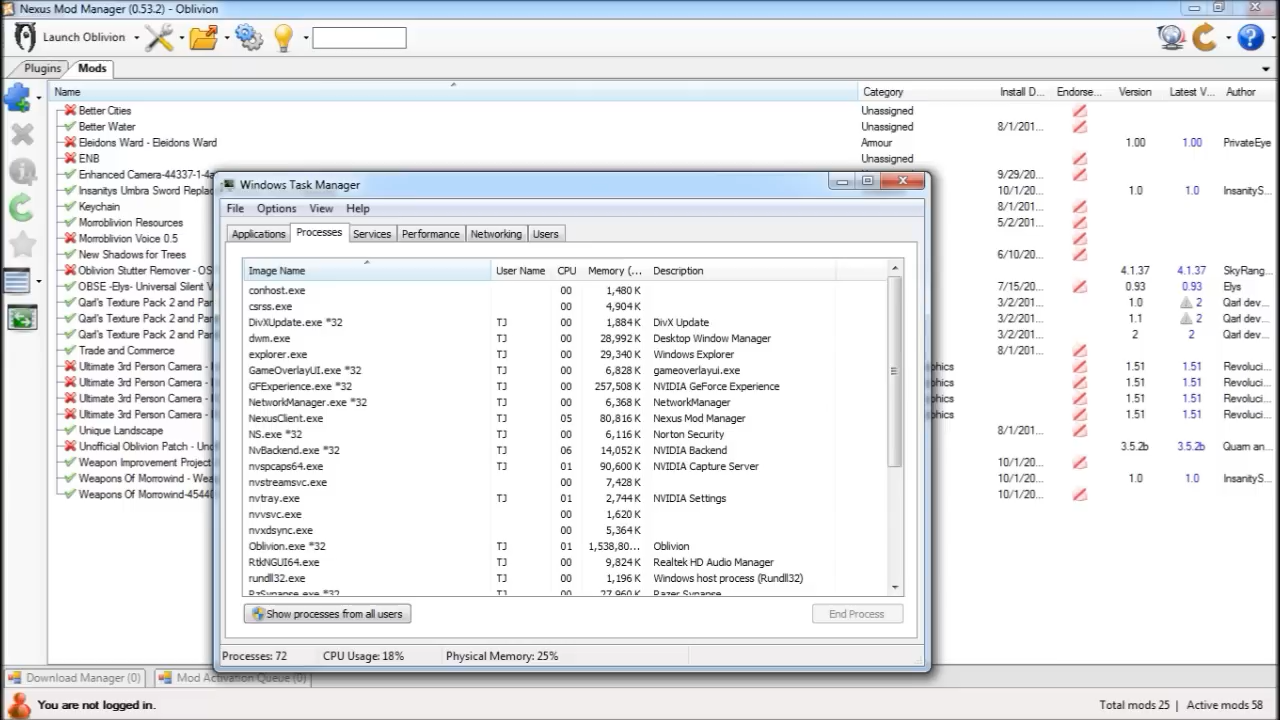 Nexus Mod Manager (0.53.2) - Oblivion
Launch Oblivion
Plugins Mods
Name Category Install D... Endorse... Version Latest V... Author
Better Cities Unassigned
Better Water Unassigned 8/1/201...
Eleidons Ward - Eleidons Ward Amour 1.00 1.00 PrivateEye
ENB Unassigned
Enhanced Camera-44337-1-4 9/29/20...
Insanitys Umbra Sword Replac 10/1/20... 1.0 1.0 InsanityS...
Keychain 8/1/201...
Morroblivion Resources 5/2/201...
Morroblivion Voice 0.5
New Shadows for Trees 6/10/20...
Oblivion Stutter Remover - OS 4.1.37 4.1.37 SkyRang...
OBSE -Elys- Universal Silent V 7/15/20... 0.93 0.93 Elys
Qarl's Texture Pack 2 and Par 3/2/201... 1.0 2 Qarl dev...
Qarl's Texture Pack 2 and Par 3/2/201... 1.1 2 Qarl dev...
Qarl's Texture Pack 2 and Par 3/2/201... 2 2 Qarl dev...
Trade and Commerce 8/1/201...
Ultimate 3rd Person Camera - phics 1.51 1.51 Revoluci...
Ultimate 3rd Person Camera - phics 1.51 1.51 Revoluci...
Ultimate 3rd Person Camera - phics 1.51 1.51 Revoluci...
Ultimate 3rd Person Camera - phics 1.51 1.51 Revoluci...
Unique Landscape 8/1/201...
Unofficial Oblivion Patch - Un 3.5.2b 3.5.2b Quam an...
Weapon Improvement Project 10/1/20...
Weapons Of Morrowind - Wea 10/1/20... 1.0 1.0 InsanityS...
Weapons Of Morrowind-4544 10/1/20...
Windows Task Manager
File Options View Help
Applications Processes Services Performance Networking Users
Image Name User Name CPU Memory (... Description
conhost.exe 00 1,480 K
csrss.exe 00 4,904 K
DivXUpdate.exe *32 TJ 00 1,884 K DivX Update
dwm.exe TJ 00 28,992 K Desktop Window Manager
explorer.exe TJ 00 29,340 K Windows Explorer
GameOverlayUI.exe *32 TJ 00 6,828 K gameoverlayui.exe
GFExperience.exe *32 TJ 00 257,508 K NVIDIA GeForce Experience
NetworkManager.exe *32 TJ 00 6,368 K NetworkManager
NexusClient.exe TJ 05 80,816 K Nexus Mod Manager
NS.exe *32 TJ 00 6,116 K Norton Security
NvBackend.exe *32 TJ 06 14,052 K NvBackend
nvspcaps64.exe TJ 01 90,600 K NVIDIA Capture Server
nvstreamsvc.exe 00 7,428 K
nvtray.exe TJ 01 2,744 K NVIDIA Settings
nvvsvc.exe 00 1,620 K
nvxdsync.exe 00 5,364 K
Oblivion.exe *32 TJ 01 1,538,80... Oblivion
RtkNGUI64.exe TJ 00 9,824 K Realtek HD Audio Manager
rundll32.exe TJ 00 1,196 K Windows host process (Rundll32)
RzSynapse.exe *32 TJ 00 27,960 K Razer Synapse
Show processes from all users End Process
Processes: 72 CPU Usage: 18% Physical Memory: 25%
Download Manager (0) Mod Activation Queue (0)
You are not logged in. Total mods 25 | Active mods 58